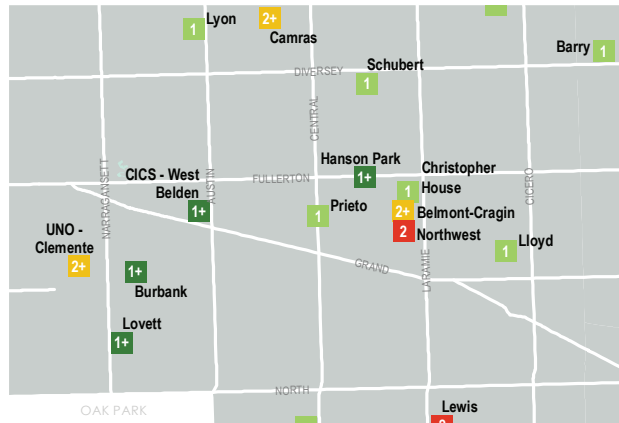 Lyon
1
2+
Camras
Barry
1
Schubert
1
DIVERSEY
CENTRAL
NARRAGANSETT
AUSTIN
CICS - West
Belden
1+
FULLERTON
Hanson Park
1+
Christopher
House
1
CICERO
Prieto
1
2+
Belmont-Cragin
2
Northwest
UNO -
Clemente
2+
1+
Burbank
GRAND
LARAMIE
Lloyd
1
Lovett
1+
NORTH
OAK PARK
Lewis
2